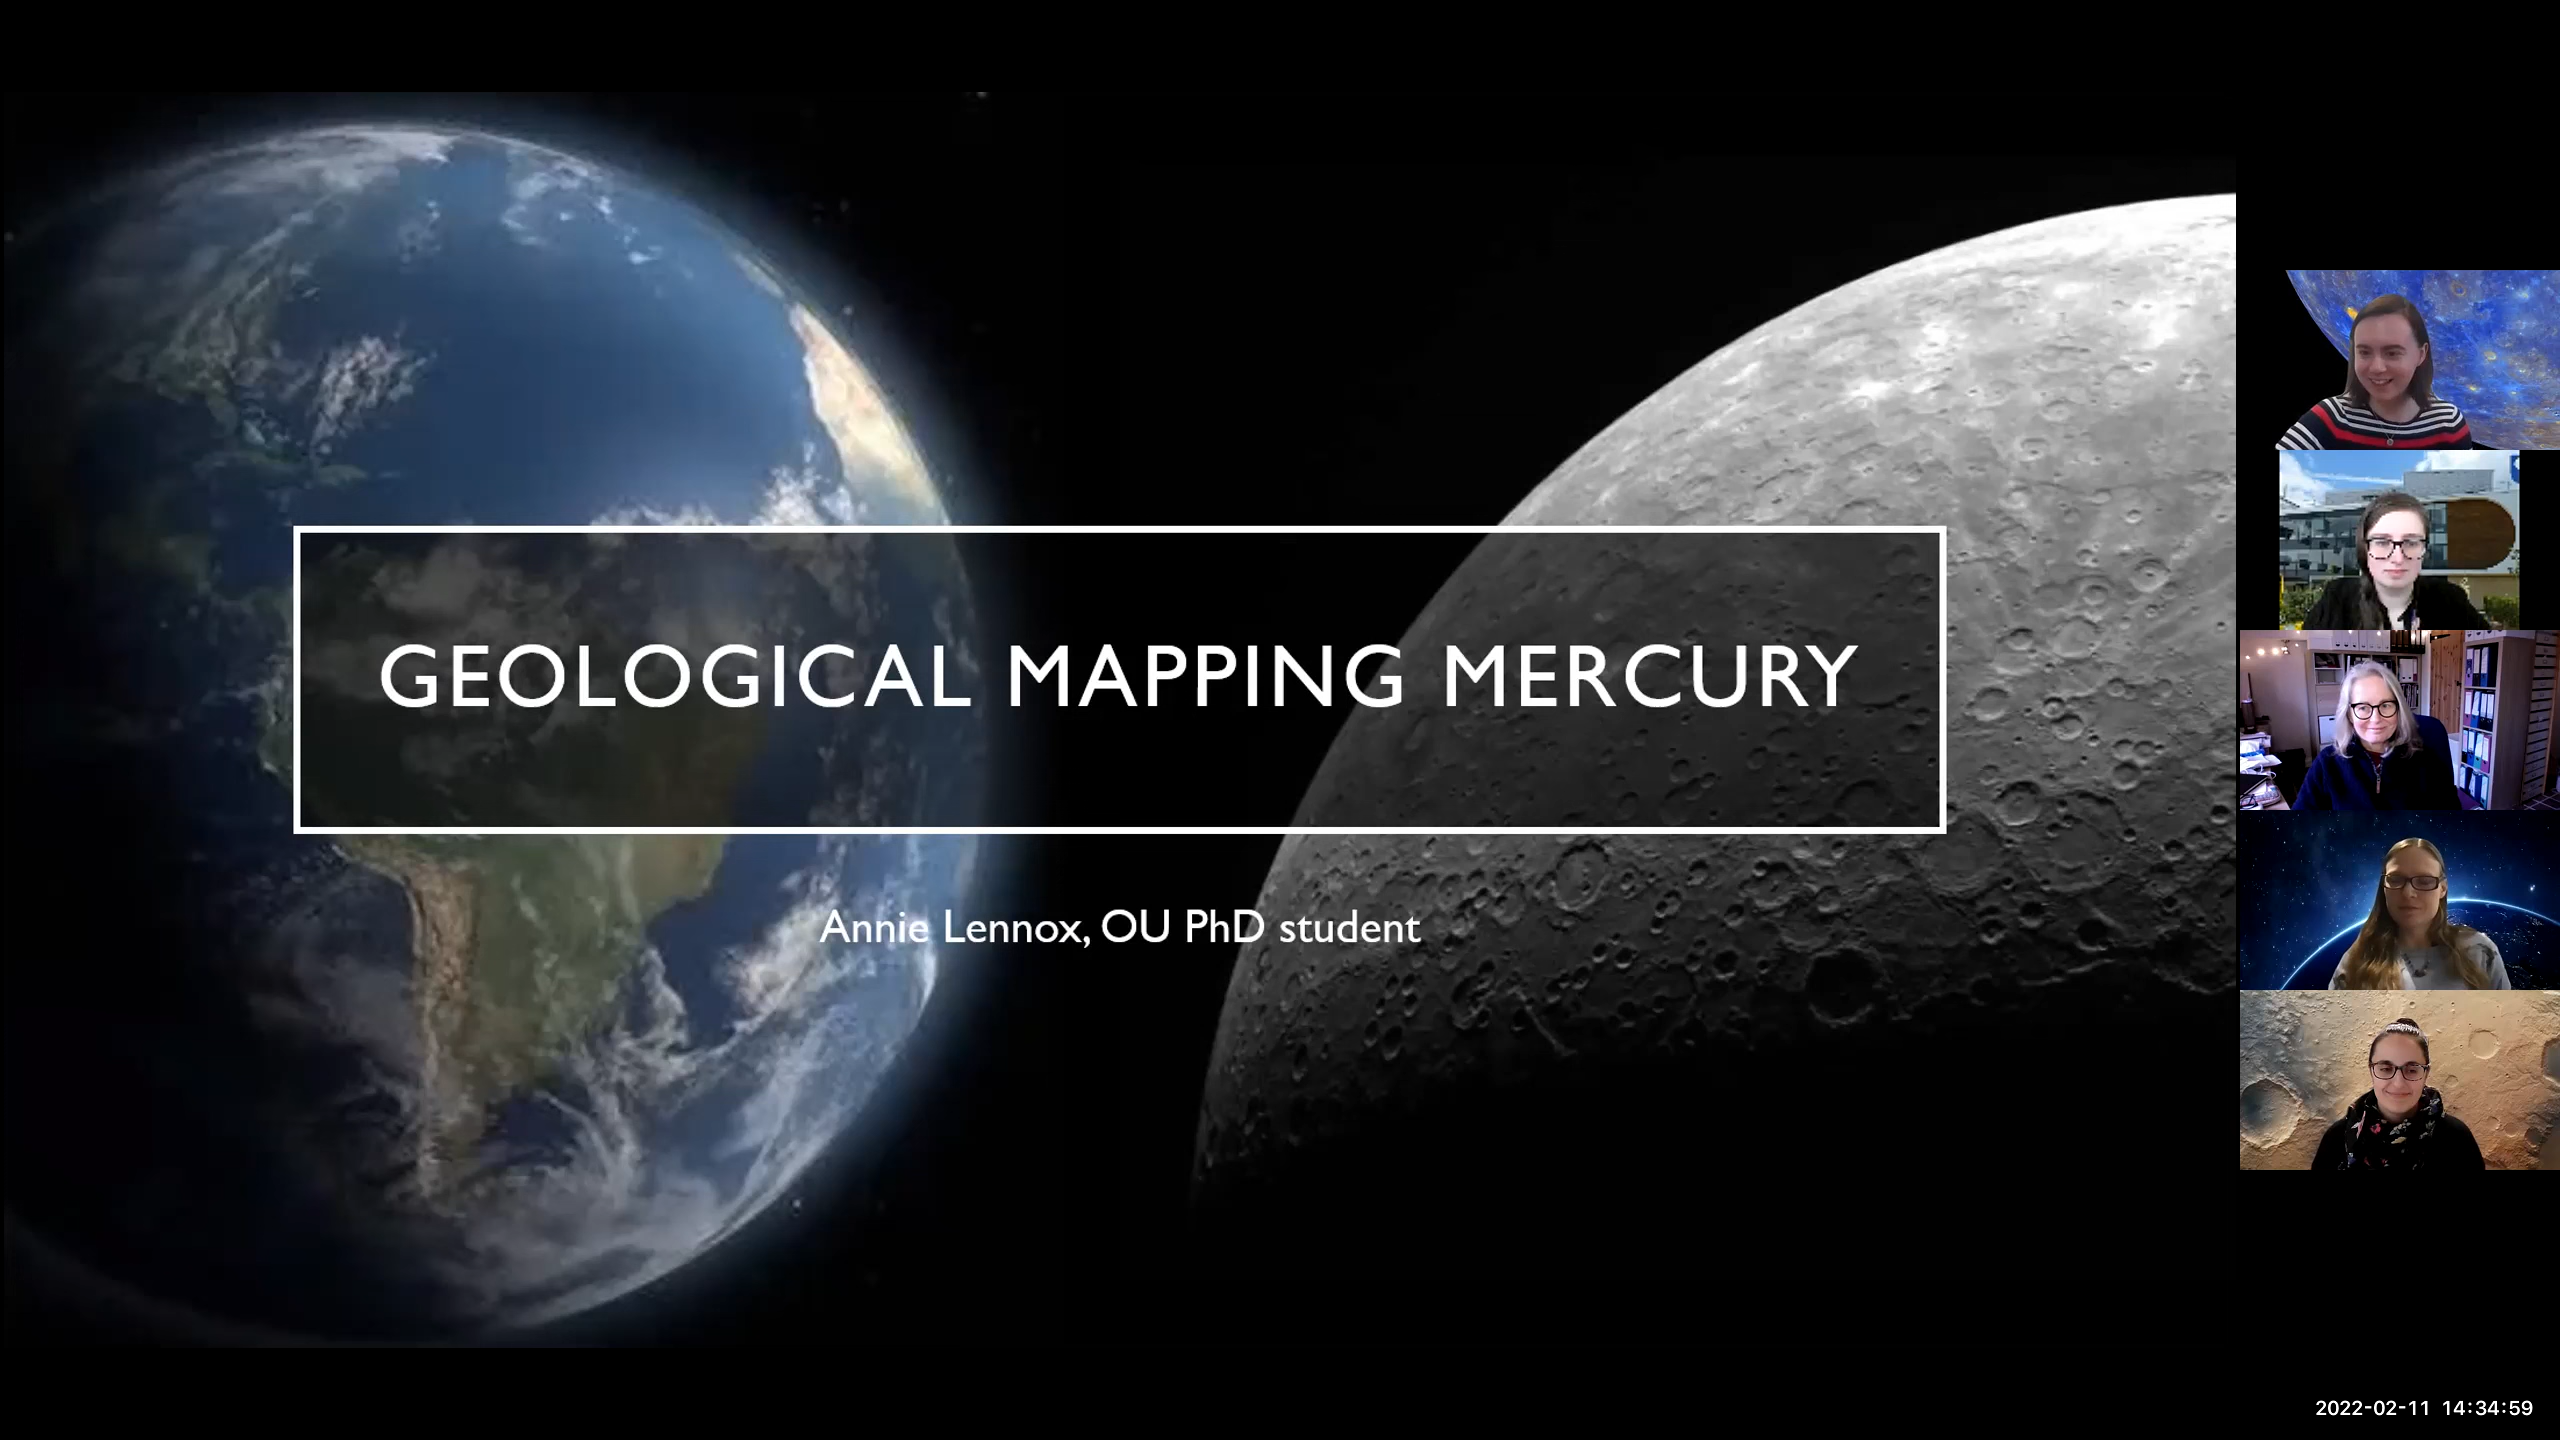 GEOLOGICAL MAPPING MERCURY
Annie Lennox, OU PhD student
2022-02-11 14:34:59